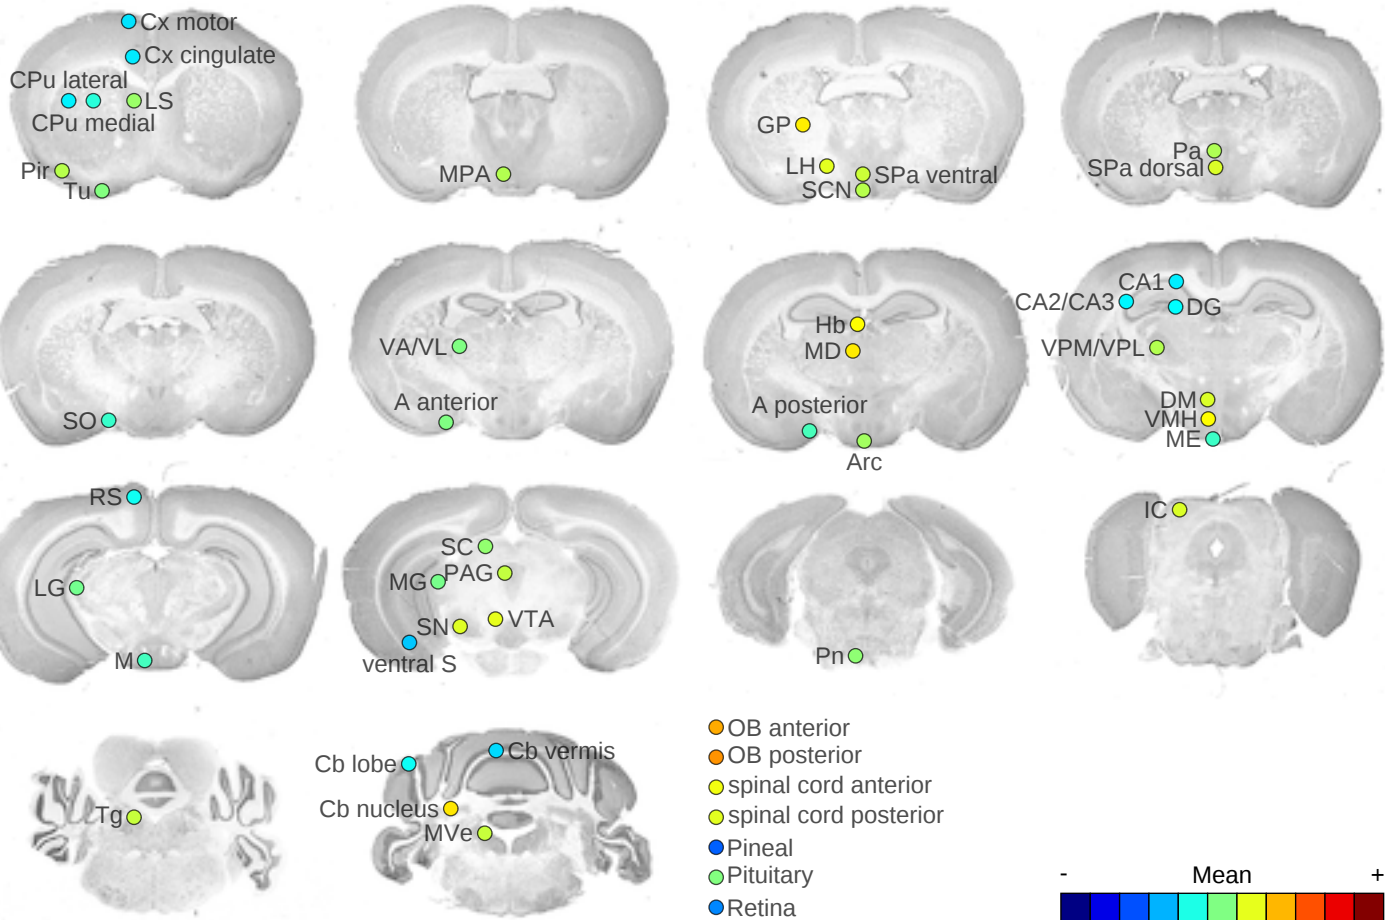 Cx motor
Cx cingulate
CPu lateral
LS
CPu medial
Pir
Tu
MPA
GP
LH
SPa ventral
SCN
Pa
SPa dorsal
SO
VA/VL
A anterior
Hb
MD
A posterior
Arc
CA1
CA2/CA3
DG
VPM/VPL
DM
VMH
ME
RS
LG
M
SC
PAG
MG
SN
VTA
ventral S
Pn
IC
Tg
Cb lobe
Cb vermis
Cb nucleus
MVe
OB anterior
OB posterior
spinal cord anterior
spinal cord posterior
Pineal
Pituitary
Retina
- Mean +